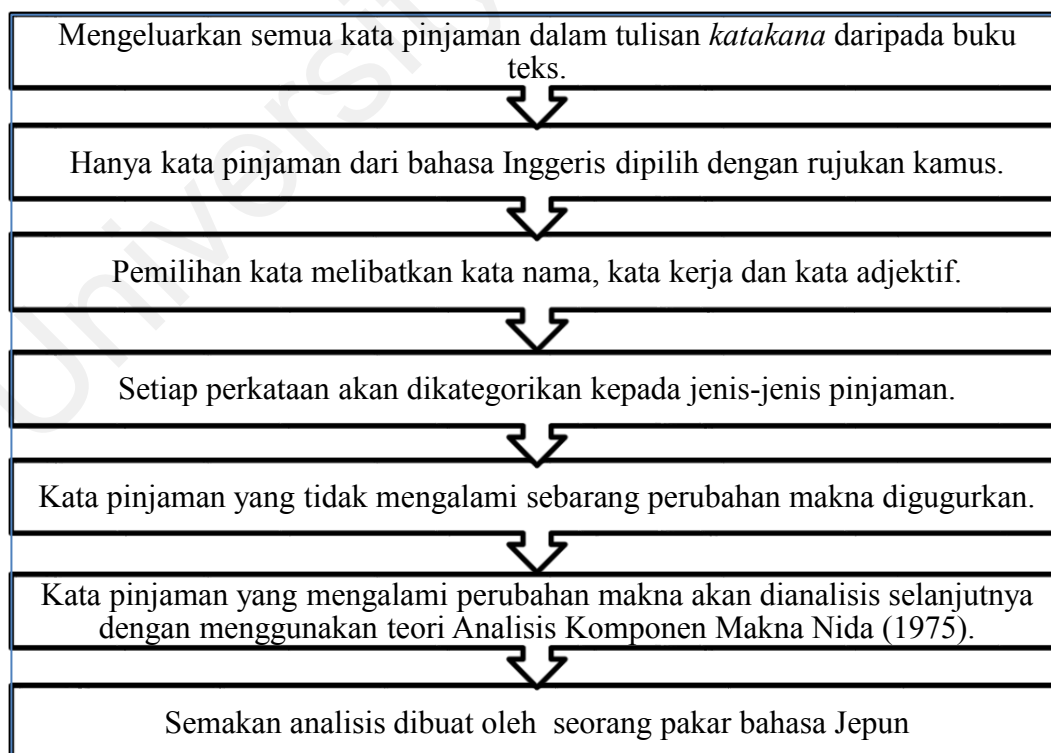 Mengeluarkan semua kata pinjaman dalam tulisan katakana daripada buku
teks.
Hanya kata pinjaman dari bahasa Inggeris dipilih dengan rujukan kamus.
Pemilihan kata melibatkan kata nama, kata kerja dan kata adjektif.
Setiap perkataan akan dikategorikan kepada jenis-jenis pinjaman.
Kata pinjaman yang tidak mengalami sebarang perubahan makna digugurkan.
Kata pinjaman yang mengalami perubahan makna akan dianalisis selanjutnya
dengan menggunakan teori Analisis Komponen Makna Nida (1975).
Semakan analisis dibuat oleh seorang pakar bahasa Jepun